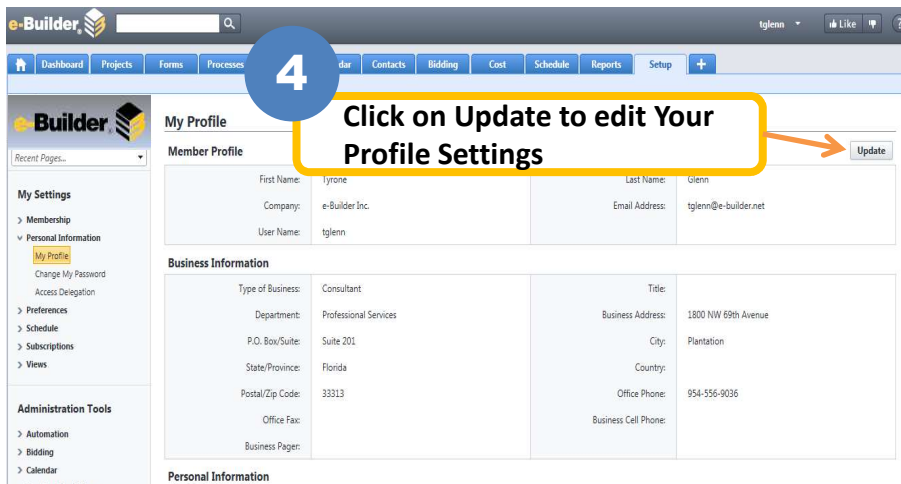 e-Builder®
tglenn
Like
Dashboard Projects Forms Processes dar Contacts Bidding Cost Schedule Reports Setup +
4
Click on Update to edit Your
Profile Settings
e-Builder®
Recent Pages...
My Settings
Membership
Personal Information
My Profile
Change My Password
Access Delegation
Preferences
Schedule
Subscriptions
Views
Administration Tools
Automation
Bidding
Calendar
My Profile
Member Profile
Update
First Name: Tyrone Last Name: Glenn
Company: e-Builder Inc. Email Address: tglenn@e-builder.net
User Name: tglenn
Business Information
Type of Business: Consultant Title:
Department: Professional Services Business Address: 1800 NW 69th Avenue
P.O. Box/Suite: Suite 201 City: Plantation
State/Province: Florida Country:
Postal/Zip Code: 33313 Office Phone: 954-556-9036
Office Fax: Business Cell Phone:
Business Pager:
Personal Information